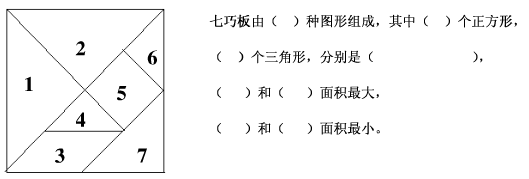 七巧板由（ ）种图形组成，其中（ ）个正方形，
（ ）个三角形，分别是（ ），
（ ）和（ ）面积最大，
（ ）和（ ）面积最小。
2
6
1
5
4
3
7